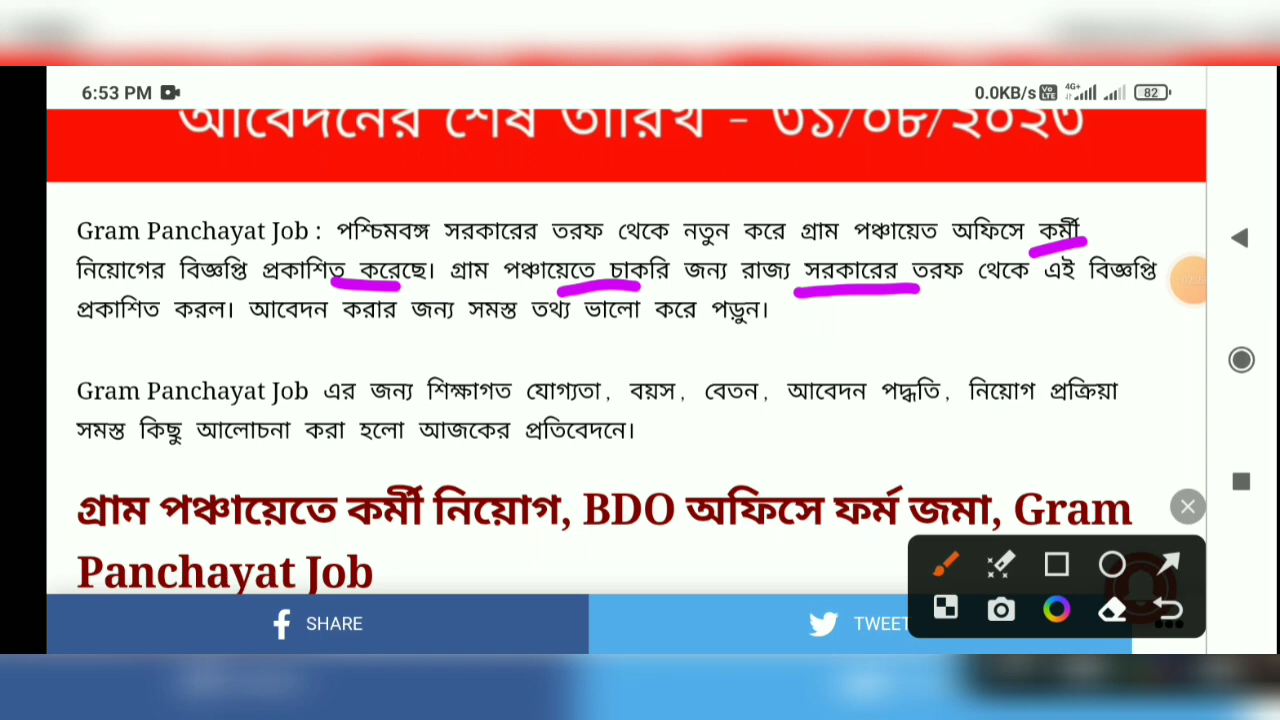 6:53 PM
0.0KB/s Vo LTE 4G+ 82
আবেদনের শেষ তারিখ - ৩১/০৮/২০২৩
Gram Panchayat Job : পশ্চিমবঙ্গ সরকারের তরফ থেকে নতুন করে গ্রাম পঞ্চায়েত অফিসে কর্মী
নিয়োগের বিজ্ঞপ্তি প্রকাশিত করেছে। গ্রাম পঞ্চায়েতে চাকরি জন্য রাজ্য সরকারের তরফ থেকে এই বিজ্ঞপ্তি
প্রকাশিত করল। আবেদন করার জন্য সমস্ত তথ্য ভালো করে পড়ুন।
Gram Panchayat Job এর জন্য শিক্ষাগত যোগ্যতা, বয়স, বেতন, আবেদন পদ্ধতি, নিয়োগ প্রক্রিয়া
সমস্ত কিছু আলোচনা করা হলো আজকের প্রতিবেদনে।
গ্রাম পঞ্চায়েতে কর্মী নিয়োগ, BDO অফিসে ফর্ম জমা, Gram
Panchayat Job
SHARE
TWEET